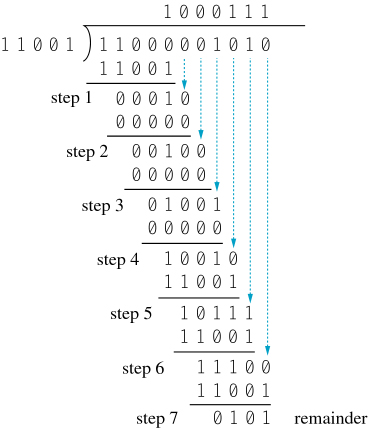 1 0 0 0 1 1 1
1 1 0 0 1 ) 1 1 0 0 0 0 0 1 0 1 0
1 1 0 0 1
step 1 0 0 0 1 0
0 0 0 0 0
step 2 0 0 1 0 0
0 0 0 0 0
step 3 0 1 0 0 1
0 0 0 0 0
step 4 1 0 0 1 0
1 1 0 0 1
step 5 1 0 1 1 1
1 1 0 0 1
step 6 1 1 1 0 0
1 1 0 0 1
step 7 0 1 0 1 remainder